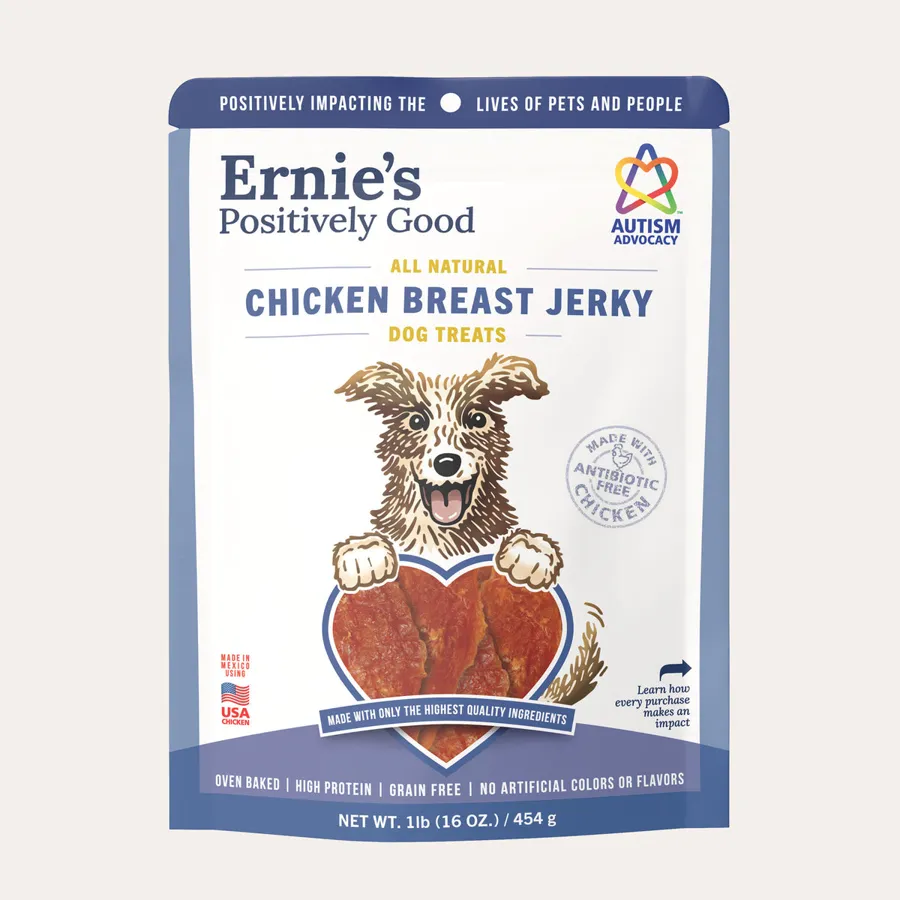 POSITIVELY IMPACTING THE LIVES OF PETS AND PEOPLE
Ernie's
Positively Good
AUTISM
ADVOCACY
™
ALL NATURAL
CHICKEN BREAST JERKY
DOG TREATS
MADE WITH
ANTIBIOTIC
FREE
CHICKEN
MADE IN
MEXICO
USING
USA
CHICKEN
Learn how
every purchase
makes an
impact
MADE WITH ONLY THE HIGHEST QUALITY INGREDIENTS
OVEN BAKED | HIGH PROTEIN | GRAIN FREE | NO ARTIFICIAL COLORS OR FLAVORS
NET WT. 1lb (16 OZ.) / 454 g